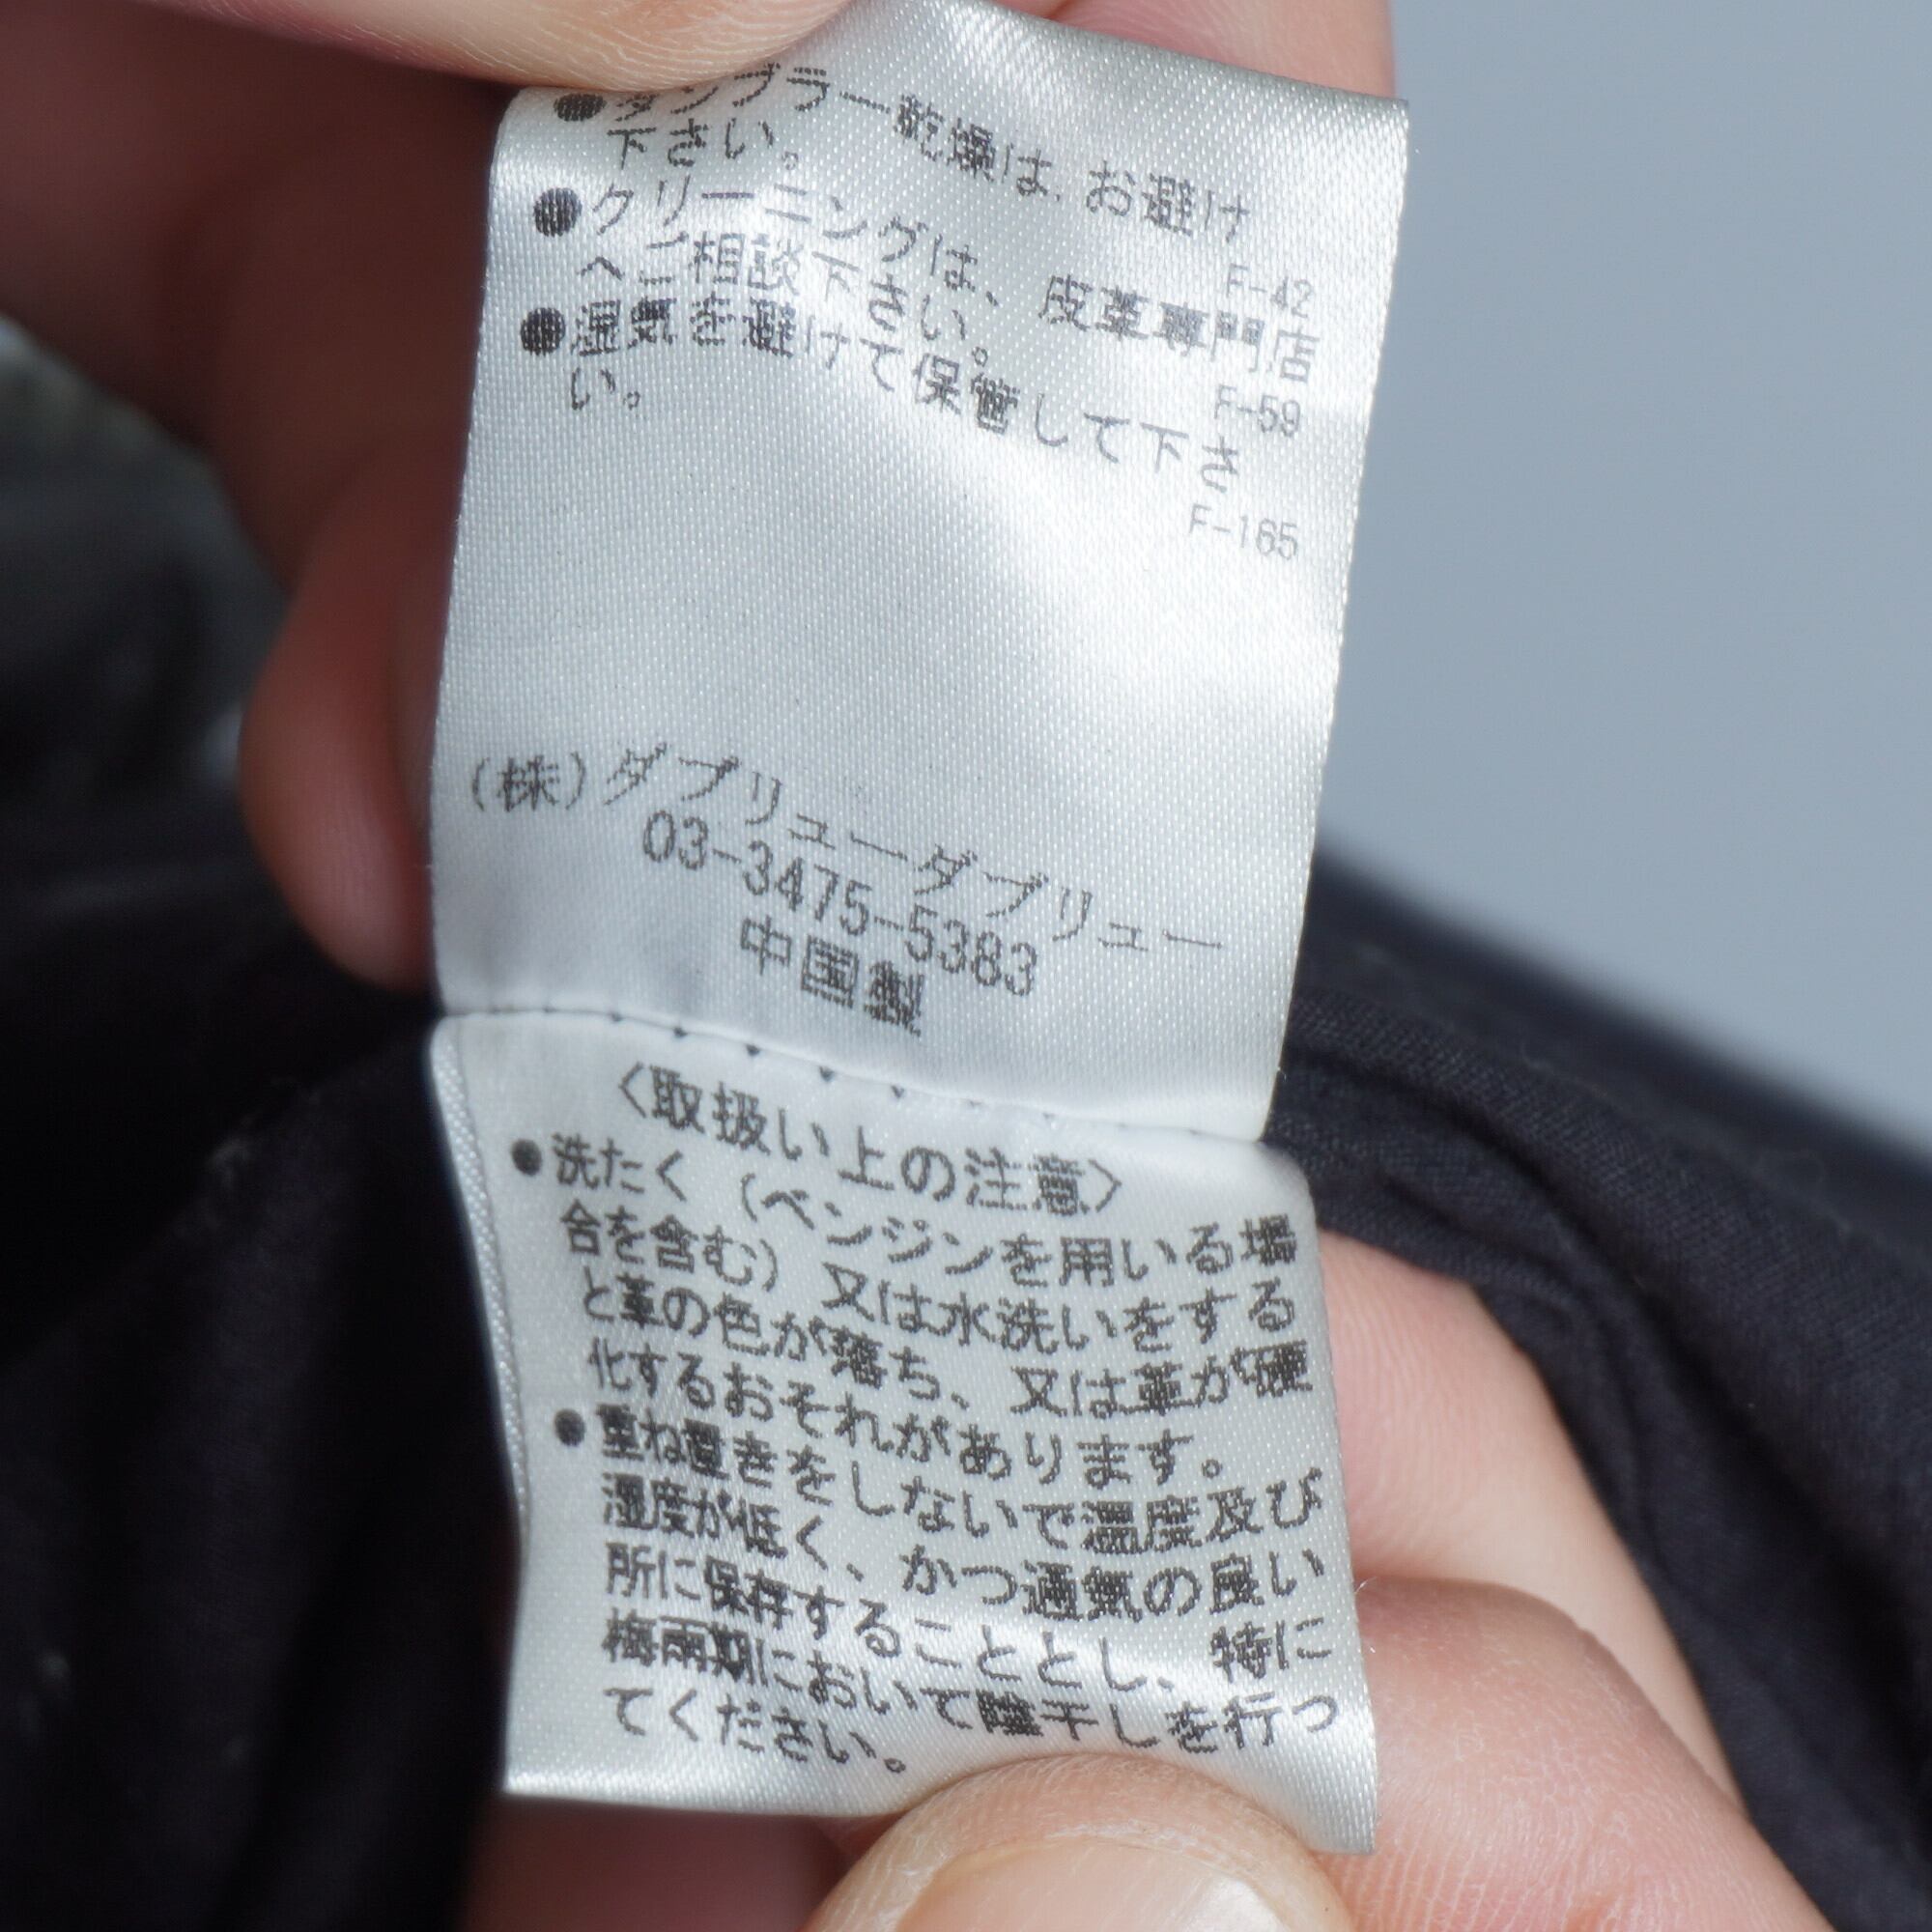 ●タンブラー乾燥は、お避け
下さい。
F-42
●クリーニングは、皮革専門店
へご相談下さい。
F-59
●湿気を避けて保管して下さ
い。
F-165
(株)ダブリューダブリュー
03-3475-5383
中国製
〈取扱い上の注意〉
●洗たく(ベンジンを用いる場
合を含む)又は水洗いをする
と革の色が落ち、又は革が硬
化するおそれがあります。
●重ね置きをしないで温度及び
湿度が低く、かつ通気の良い
所に保存することとし、特に
梅雨期において陰干しを行っ
てください。